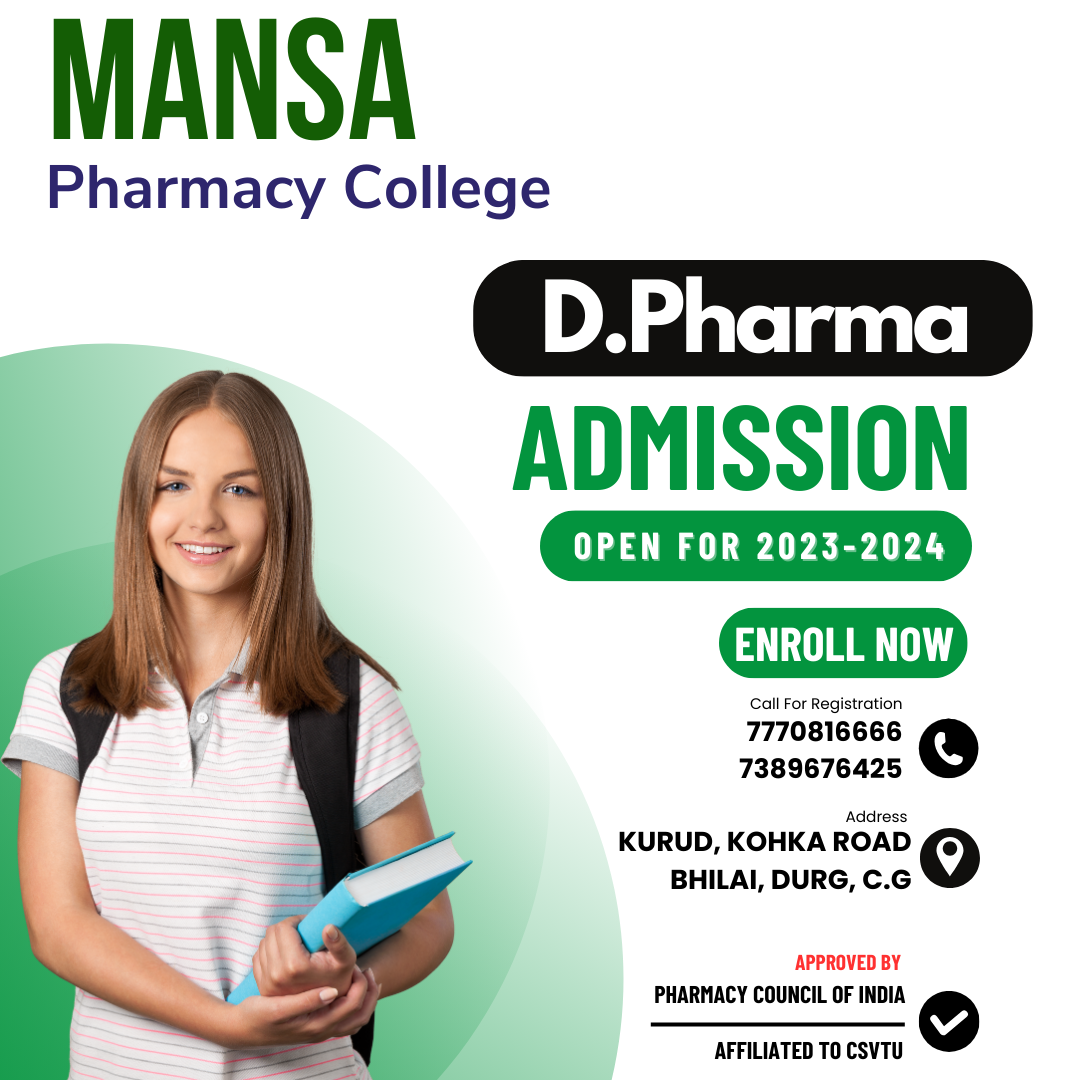 MANSA
Pharmacy College
D.Pharma
ADMISSION
OPEN FOR 2023-2024
ENROLL NOW
Call For Registration
7770816666
7389676425
Address
KURUD, KOHKA ROAD
BHILAI, DURG, C.G
APPROVED BY
PHARMACY COUNCIL OF INDIA
AFFILIATED TO CSVTU